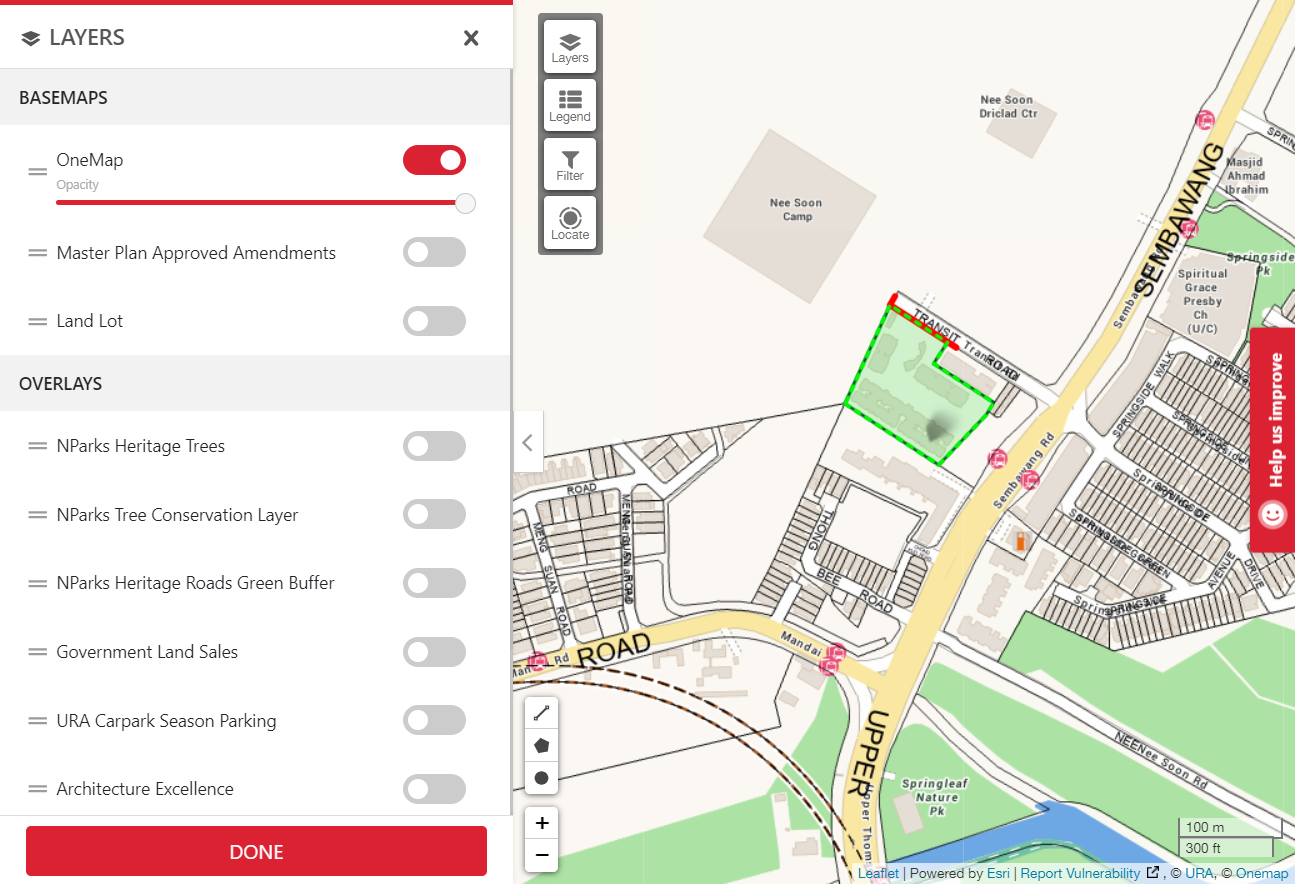 LAYERS
BASEMAPS
OneMap
Opacity
Master Plan Approved Amendments
Land Lot
OVERLAYS
NParks Heritage Trees
NParks Tree Conservation Layer
NParks Heritage Roads Green Buffer
Government Land Sales
URA Carpark Season Parking
Architecture Excellence
DONE
Layers
Legend
Filter
Locate
Nee Soon
Driclad Ctr
Nee Soon
Camp
SEMBAWANG
Masjid
Ahmad
Ibrahim
Springside
Pk
Spiritual
Grace
Presby
Ch
(U/C)
TRANSIT
ROAD
SPRINGSIDE WALK
Sembawang Rd
Help us improve
ROAD
MENG
SUAN
ROAD
THONG
BEE
ROAD
SPRINGSIDE
GREEN
AVENUE
DRIVE
SPRINGSIDE
Mandai
Rd
ROAD
UPPER
Nee Soon Rd
Springleaf
Nature
Pk
Upper Thoms
100 m
300 ft
+
−
Leaflet | Powered by Esri | Report Vulnerability , © URA, © Onemap